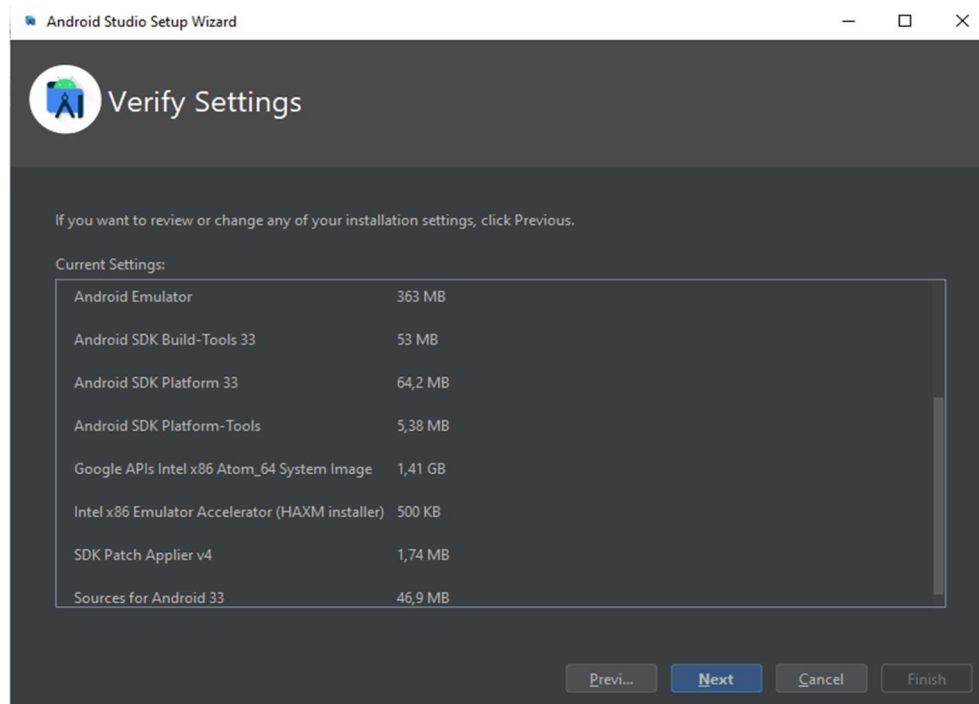 Android Studio Setup Wizard
Verify Settings
If you want to review or change any of your installation settings, click Previous.
Current Settings:
Android Emulator 363 MB
Android SDK Build-Tools 33 53 MB
Android SDK Platform 33 64,2 MB
Android SDK Platform-Tools 5,38 MB
Google APIs Intel x86 Atom_64 System Image 1,41 GB
Intel x86 Emulator Accelerator (HAXM installer) 500 KB
SDK Patch Applier v4 1,74 MB
Sources for Android 33 46,9 MB
Previ... Next Cancel Finish